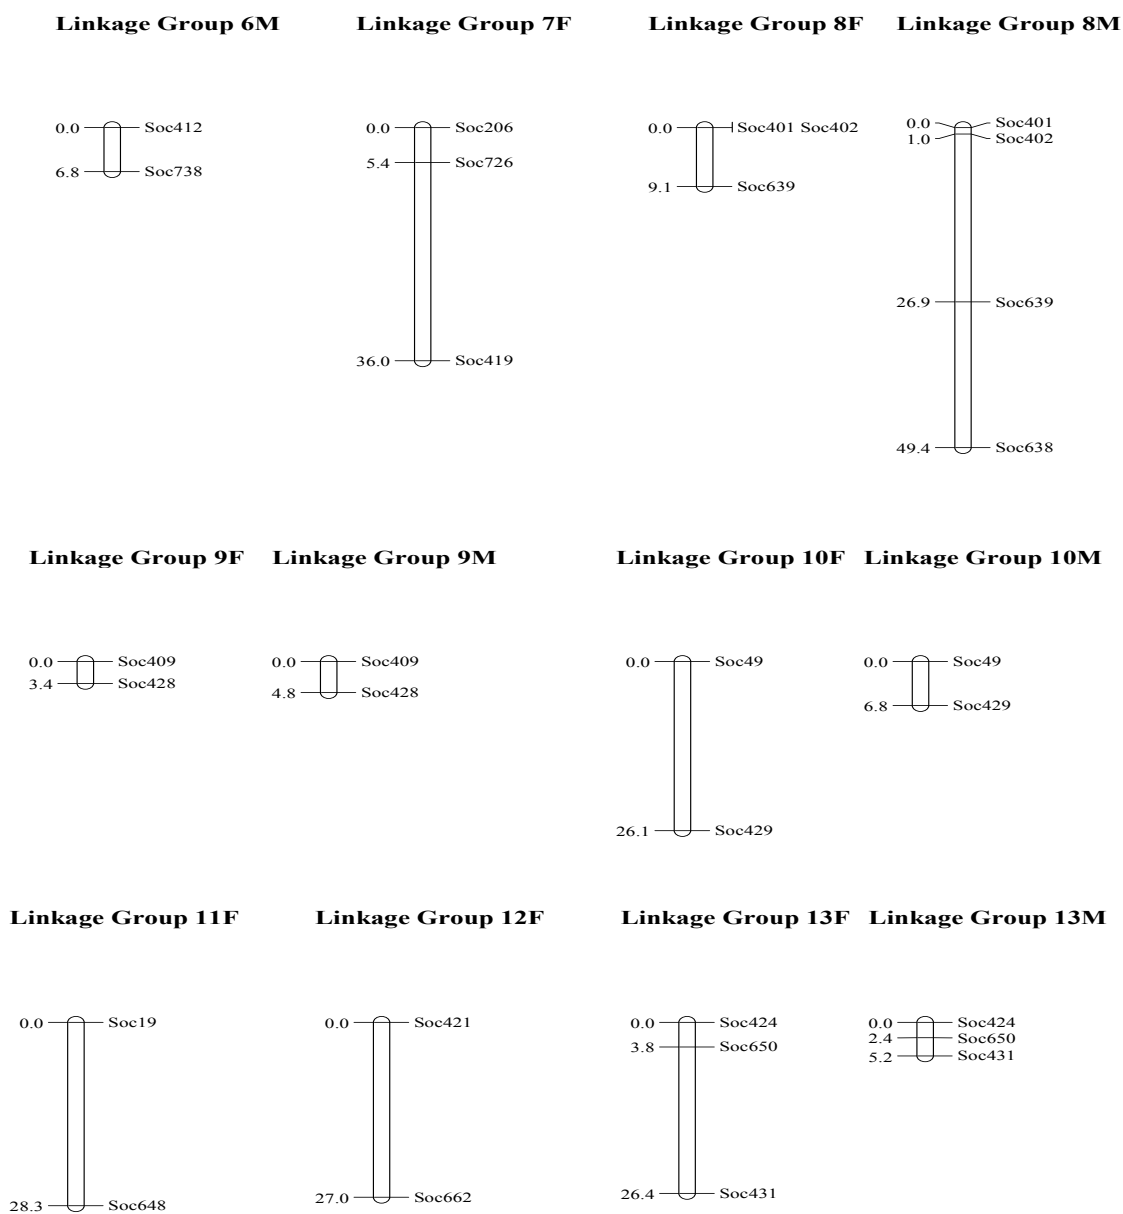 Linkage Group 6M
0.0 Soc412
6.8 Soc738
Linkage Group 7F
0.0 Soc206
5.4 Soc726
36.0 Soc419
Linkage Group 8F
0.0 Soc401 Soc402
9.1 Soc639
Linkage Group 8M
0.0 Soc401
1.0 Soc402
26.9 Soc639
49.4 Soc638
Linkage Group 9F
0.0 Soc409
3.4 Soc428
Linkage Group 9M
0.0 Soc409
4.8 Soc428
Linkage Group 10F
0.0 Soc49
26.1 Soc429
Linkage Group 10M
0.0 Soc49
6.8 Soc429
Linkage Group 11F
0.0 Soc19
28.3 Soc648
Linkage Group 12F
0.0 Soc421
27.0 Soc662
Linkage Group 13F
0.0 Soc424
3.8 Soc650
26.4 Soc431
Linkage Group 13M
0.0 Soc424
2.4 Soc650
5.2 Soc431